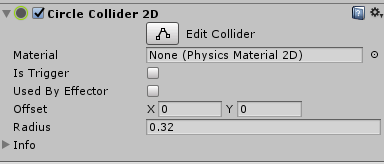 Circle Collider 2D
Edit Collider
Material None (Physics Material 2D)
Is Trigger
Used By Effector
Offset X 0 Y 0
Radius 0.32
Info